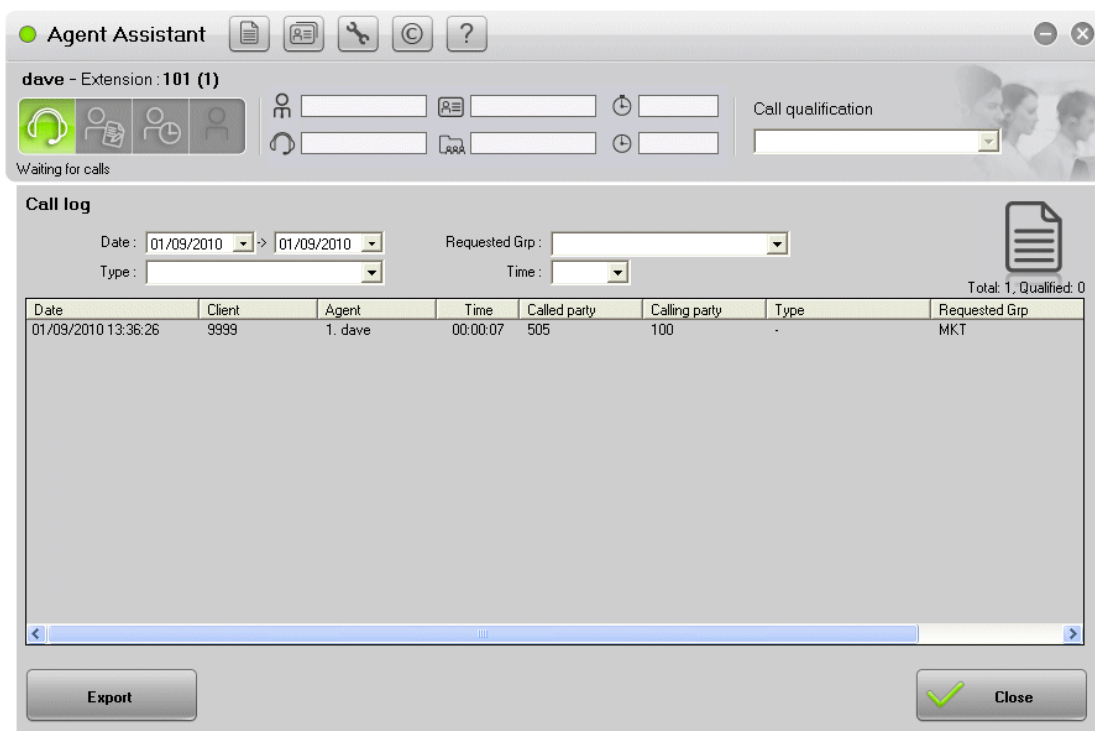 Agent Assistant © ?
dave - Extension : 101 (1)
Call qualification
Waiting for calls
Call log
Date : 01/09/2010 -> 01/09/2010 Requested Grp :
Type : Time :
Total: 1, Qualified: 0
Date Client Agent Time Called party Calling party Type Requested Grp
01/09/2010 13:36:26 9999 1. dave 00:00:07 505 100 - MKT
Export Close